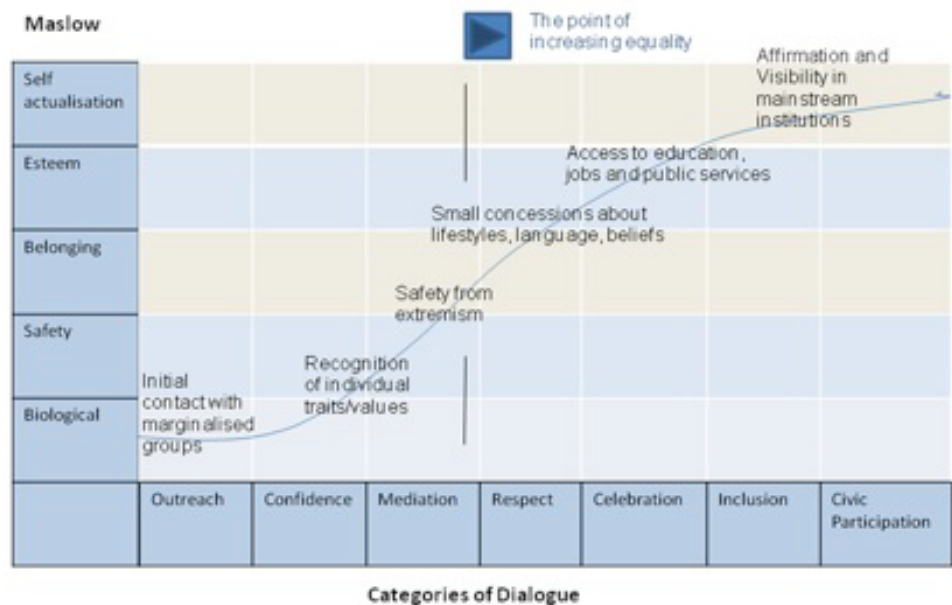 Maslow
The point of
increasing equality
Self
actualisation
Affirmation and
Visibility in
mainstream
institutions
Esteem
Access to education,
jobs and public services
Small concessions about
lifestyles, language, beliefs
Belonging
Safety from
extremism
Safety
Recognition
of individual
traits/values
Initial
contact with
marginalised
groups
Biological
Outreach
Confidence
Mediation
Respect
Celebration
Inclusion
Civic
Participation
Categories of Dialogue